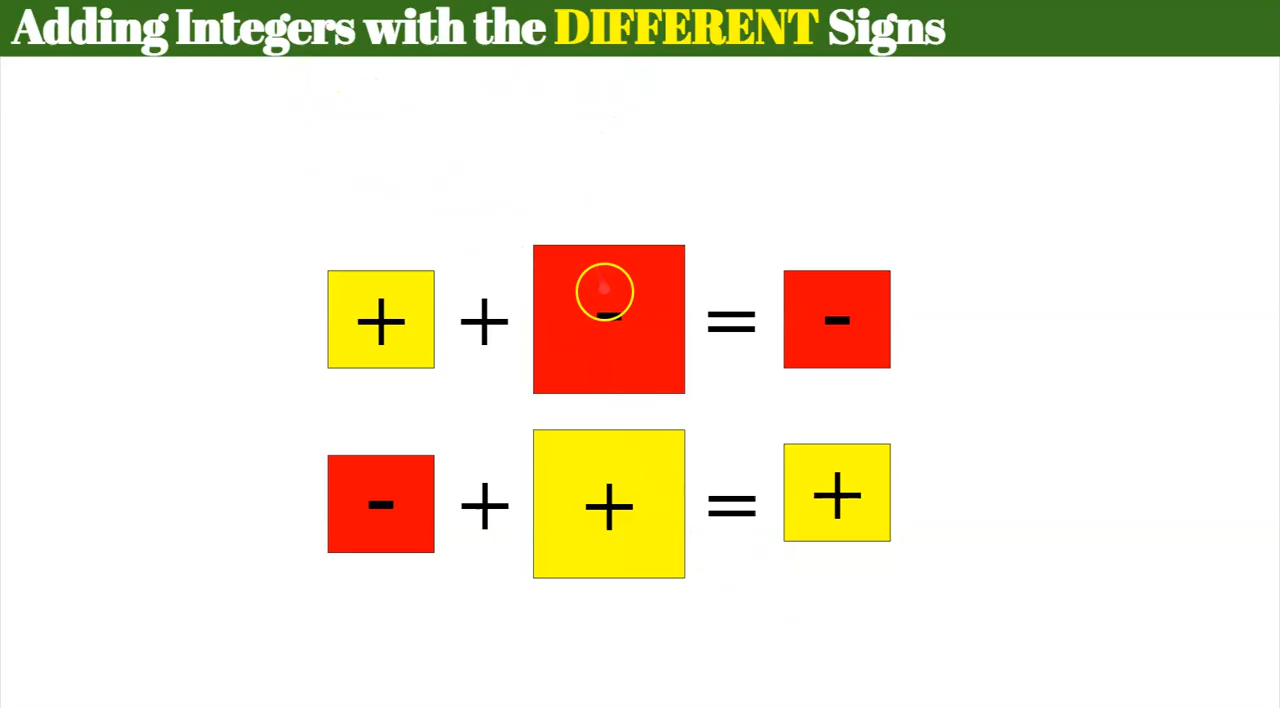 Adding Integers with the DIFFERENT Signs
+ + - = -
- + + = +